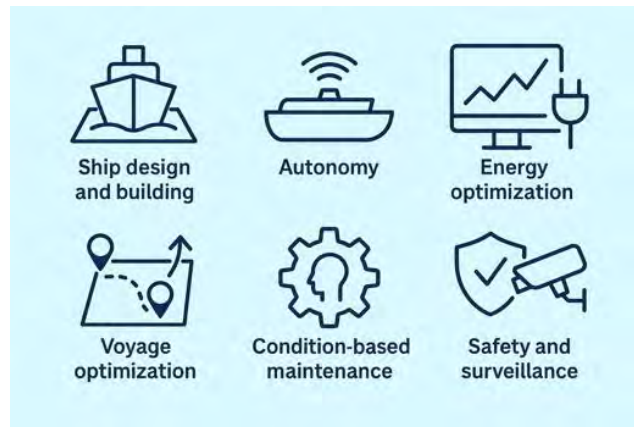 Ship design
and building
Autonomy
Energy
optimization
Voyage
optimization
Condition-based
maintenance
Safety and
surveillance